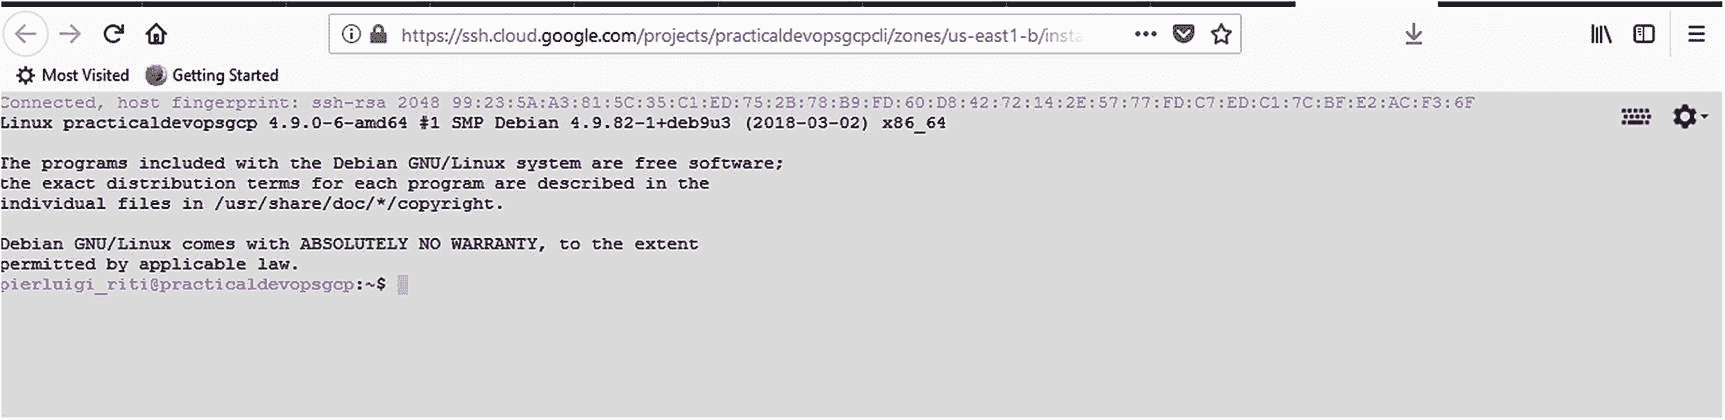 https://ssh.cloud.google.com/projects/practicaldevopsgcpcli/zones/us-east1-b/insta
Most Visited Getting Started
Connected, host fingerprint: ssh-rsa 2048 99:23:5A:A3:81:5C:35:C1:ED:75:2B:78:B9:FD:60:D8:42:72:14:2E:57:77:FD:C7:ED:C1:7C:BF:E2:AC:F3:6F
Linux practicaldevopsgcp 4.9.0-6-amd64 #1 SMP Debian 4.9.82-1+deb9u3 (2018-03-02) x86_64
The programs included with the Debian GNU/Linux system are free software;
the exact distribution terms for each program are described in the
individual files in /usr/share/doc/*/copyright.
Debian GNU/Linux comes with ABSOLUTELY NO WARRANTY, to the extent
permitted by applicable law.
pierluigi_riti@practicaldevopsgcp:~$